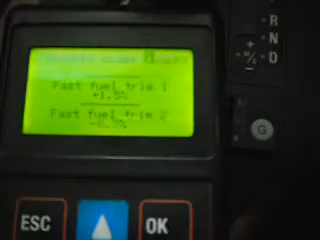 R
N
D
+
M/S
-
Fast fuel trim 1
+1.5%
Fast fuel trim 2
G
ESC
OK